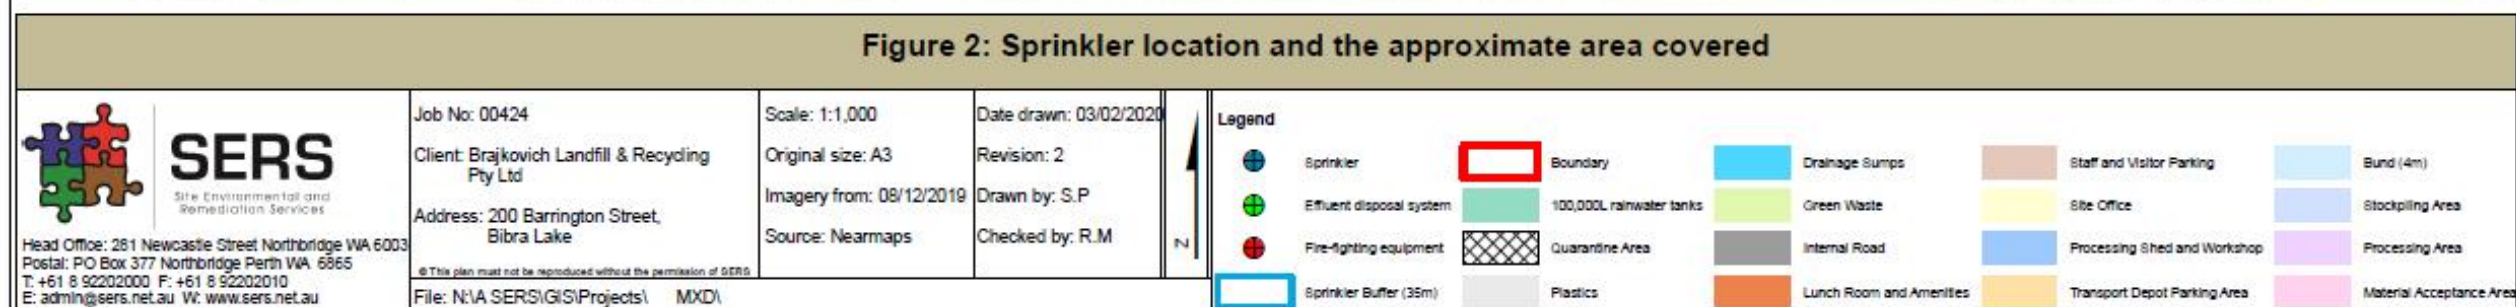 Figure 2: Sprinkler location and the approximate area covered
SERS
Site Environmental and
Remediation Services
Head Office: 281 Newcastle Street Northbridge WA 6003
Postal: PO Box 377 Northbridge Perth WA 6865
T: +61 8 92202000 F: +61 8 92202010
E: admin@sers.net.au W: www.sers.net.au
Job No: 00424
Client: Brajkovich Landfill & Recycling
Pty Ltd
Address: 200 Barrington Street,
Bibra Lake
© This plan must not be reproduced without the permission of SERS
File: N:\A SERS\GIS\Projects\ MXD\
Scale: 1:1,000
Original size: A3
Imagery from: 08/12/2019
Source: Nearmaps
Date drawn: 03/02/2020
Revision: 2
Drawn by: S.P
Checked by: R.M
N
Legend
Sprinkler
Effluent disposal system
Fire-fighting equipment
Sprinkler Buffer (35m)
Boundary
100,000L rainwater tanks
Quarantine Area
Plastics
Drainage Sumps
Green Waste
Internal Road
Lunch Room and Amenities
Staff and Visitor Parking
Site Office
Processing Shed and Workshop
Transport Depot Parking Area
Bund (4m)
Stockpiling Area
Processing Area
Material Acceptance Area